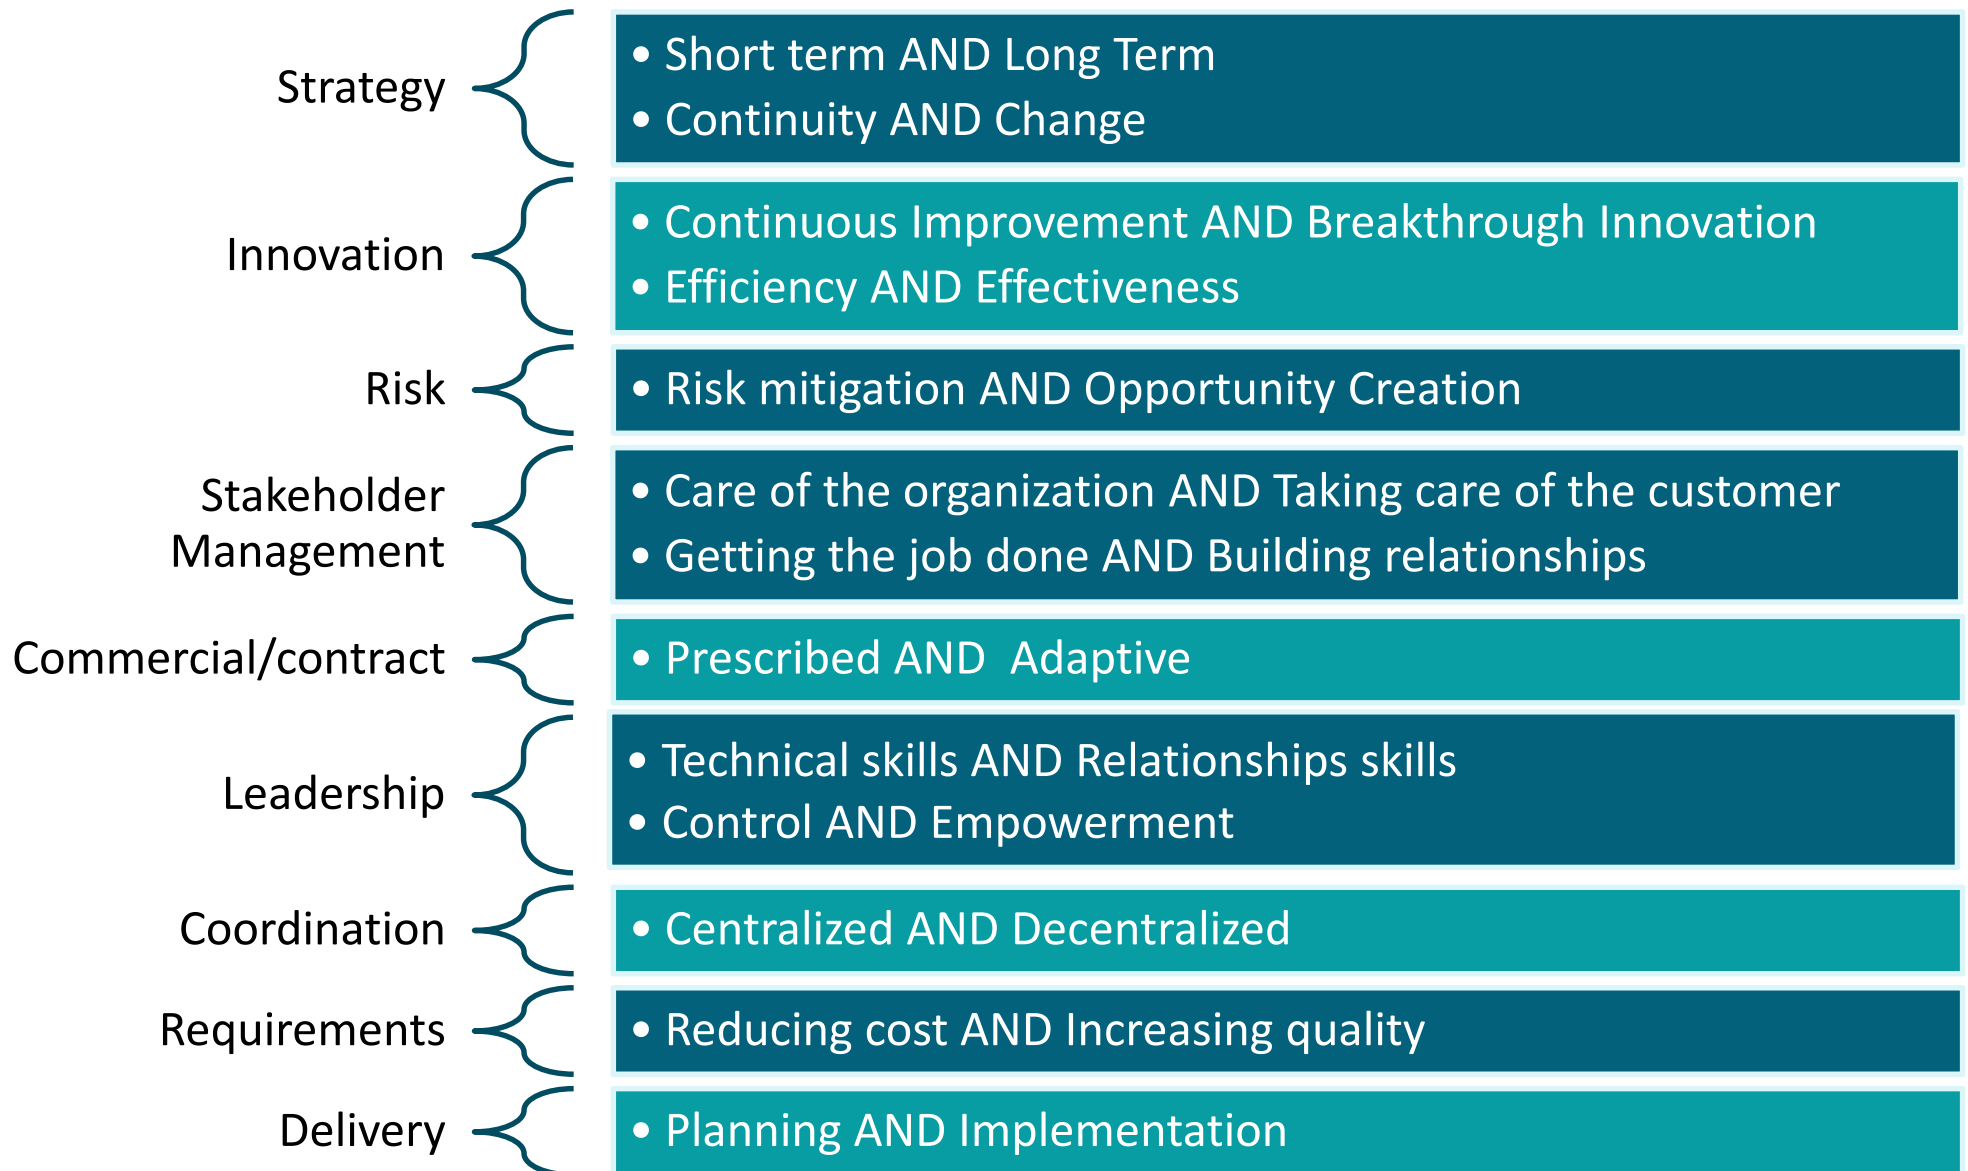 Strategy
• Short term AND Long Term
• Continuity AND Change
Innovation
• Continuous Improvement AND Breakthrough Innovation
• Efficiency AND Effectiveness
Risk
• Risk mitigation AND Opportunity Creation
Stakeholder
Management
• Care of the organization AND Taking care of the customer
• Getting the job done AND Building relationships
Commercial/contract
• Prescribed AND  Adaptive
Leadership
• Technical skills AND Relationships skills
• Control AND Empowerment
Coordination
• Centralized AND Decentralized
Requirements
• Reducing cost AND Increasing quality
Delivery
• Planning AND Implementation